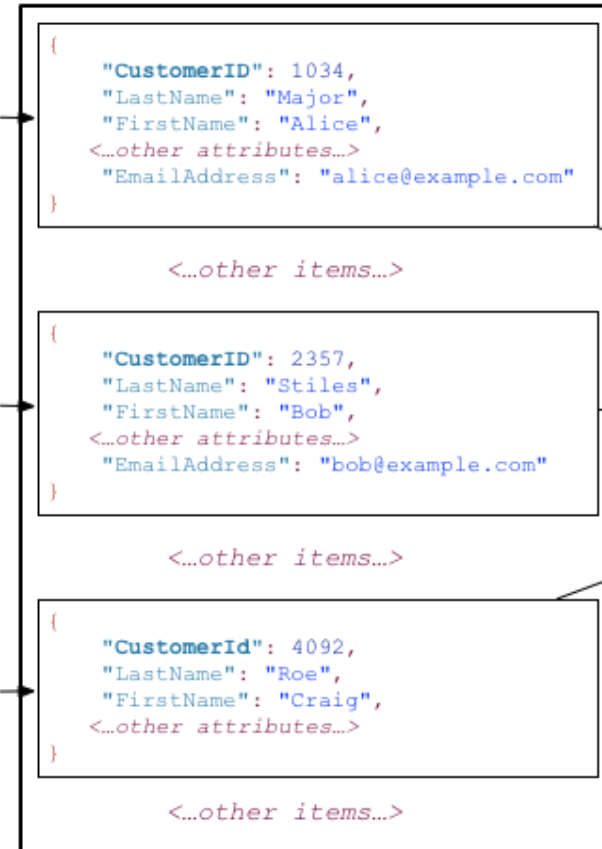 {
"CustomerID": 1034,
"LastName": "Major",
"FirstName": "Alice",
<…other attributes…>
"EmailAddress": "alice@example.com"
}
<…other items…>
{
"CustomerID": 2357,
"LastName": "Stiles",
"FirstName": "Bob",
<…other attributes…>
"EmailAddress": "bob@example.com"
}
<…other items…>
{
"CustomerId": 4092,
"LastName": "Roe",
"FirstName": "Craig",
<…other attributes…>
}
<…other items…>